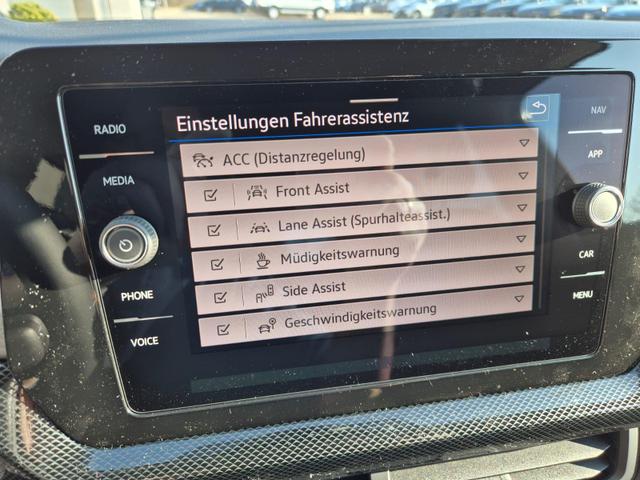 RADIO
MEDIA
PHONE
VOICE
Einstellungen Fahrerassistenz
ACC (Distanzregelung)
Front Assist
Lane Assist (Spurhalteassist.)
Müdigkeitswarnung
Side Assist
Geschwindigkeitswarnung
NAV
APP
CAR
MENU